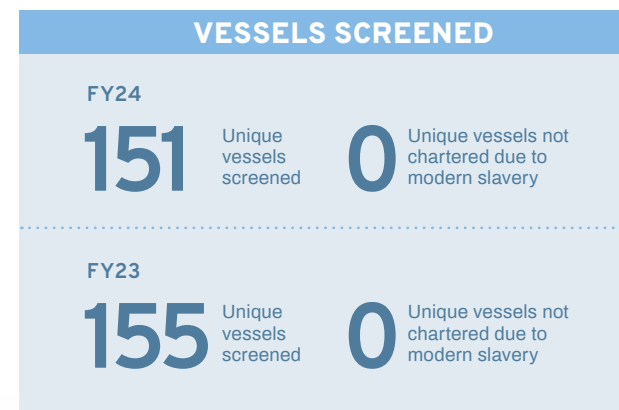 VESSELS SCREENED
FY24
151 Unique vessels screened
0 Unique vessels not chartered due to modern slavery
FY23
155 Unique vessels screened
0 Unique vessels not chartered due to modern slavery